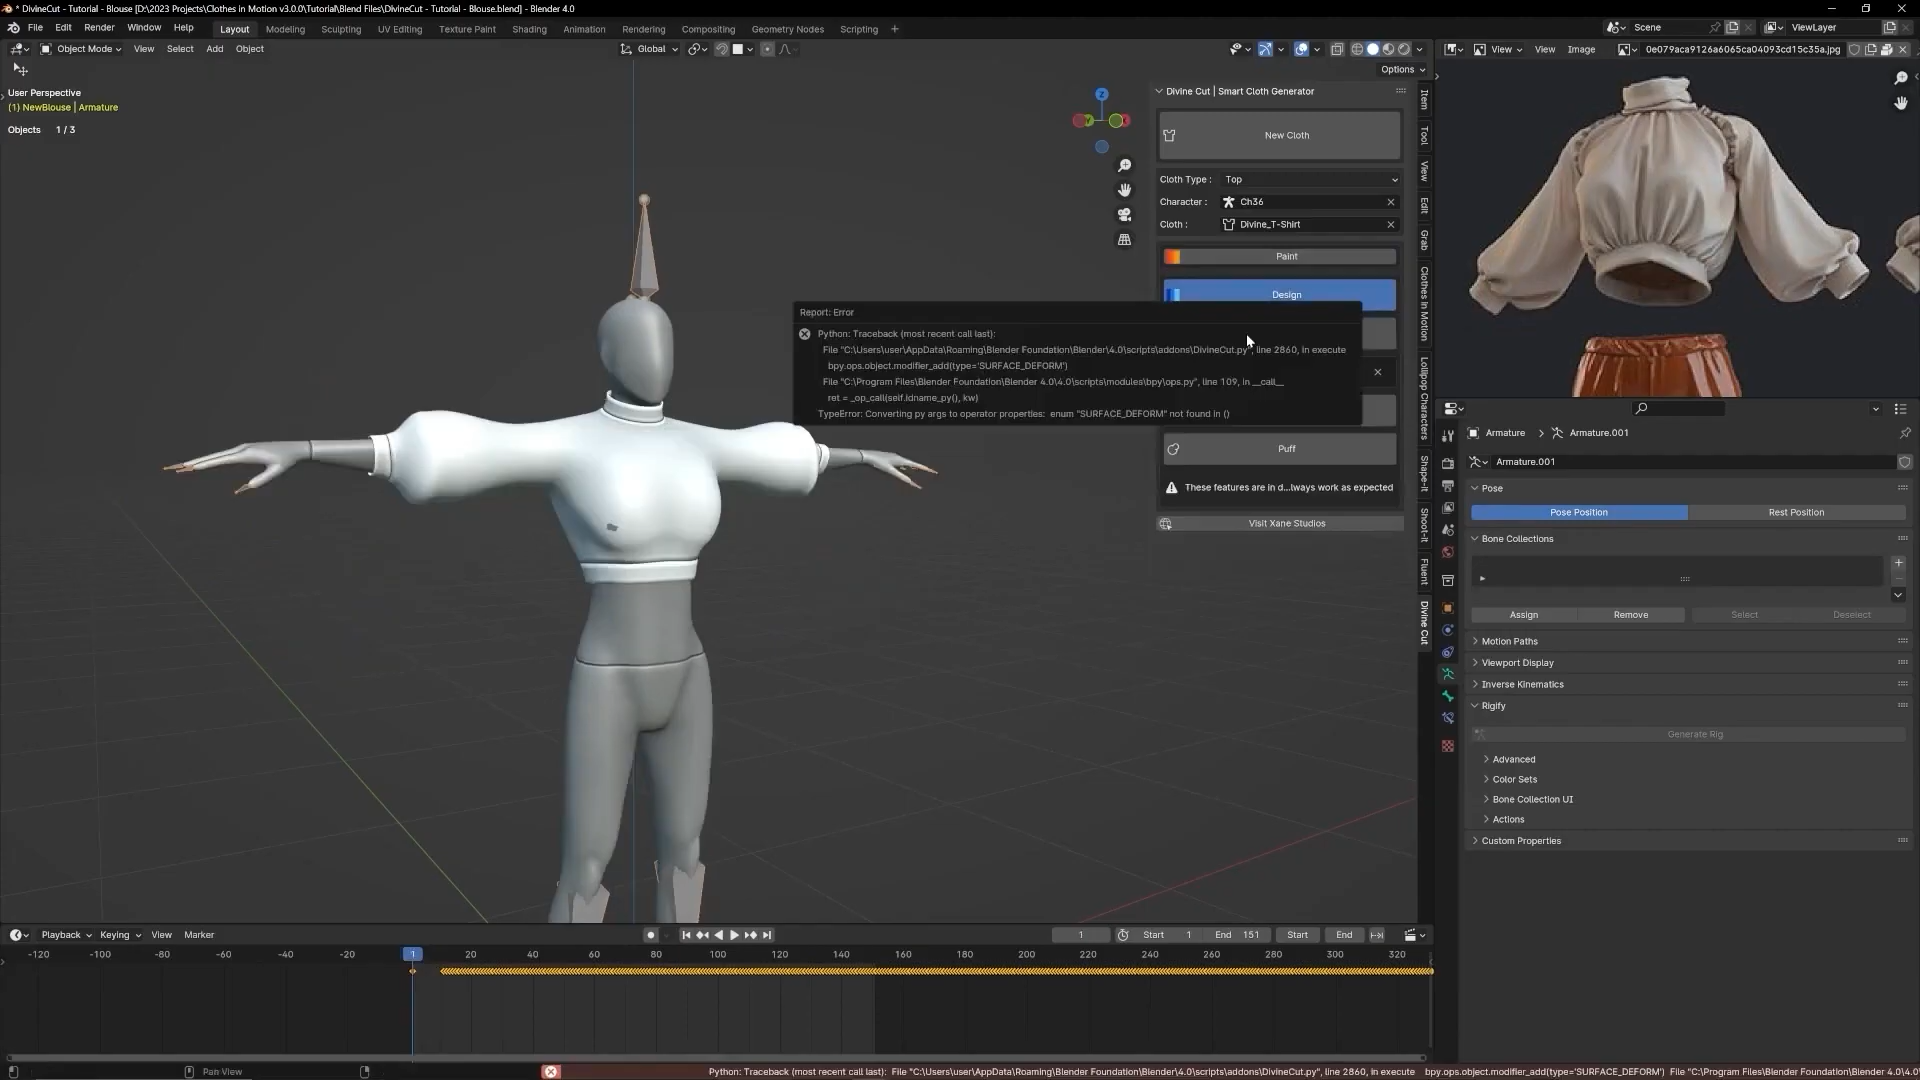 * DivineCut - Tutorial - Blouse [D:\2023 Projects\Clothes in Motion v3.0.0\Tutorial\Blend Files\DivineCut - Tutorial - Blouse.blend] - Blender 4.0
File Edit Render Window Help Layout Modeling Sculpting UV Editing Texture Paint Shading Animation Rendering Compositing Geometry Nodes Scripting + Scene ViewLayer
Object Mode View Select Add Object Global View View Image 0e079aca9126a6065ca04093cd15c35a.jpg
Options
User Perspective
(1) NewBlouse | Armature
Objects 1 / 3
Z
Y
Divine Cut | Smart Cloth Generator
New Cloth
Cloth Type : Top
Character : Ch36
Cloth : Divine_T-Shirt
Paint
Design
Report: Error
Python: Traceback (most recent call last):
File "C:\Users\user\AppData\Roaming\Blender Foundation\Blender\4.0\scripts\addons\DivineCut.py", line 2860, in execute
bpy.ops.object.modifier_add(type='SURFACE_DEFORM')
File "C:\Program Files\Blender Foundation\Blender 4.0\4.0\scripts\modules\bpy\ops.py", line 109, in __call__
ret = _op_call(self.idname_py(), kw)
TypeError: Converting py args to operator properties: enum "SURFACE_DEFORM" not found in ()
Puff
These features are in d...lways work as expected
Visit Xane Studios
Item
Tool
View
Edit
Grab
Clothes in Motion
Lollipop Characters
Shape-it
Shoot-It
Fluent
Divine Cut
Armature > Armature.001
Armature.001
Pose
Pose Position Rest Position
Bone Collections
Assign Remove Select Deselect
Motion Paths
Viewport Display
Inverse Kinematics
Rigify
Generate Rig
Advanced
Color Sets
Bone Collection UI
Actions
Custom Properties
Playback Keying View Marker 1 Start 1 End 151 Start End
-120 -100 -80 -60 -40 -20 1 20 40 60 80 100 120 140 160 180 200 220 240 260 280 300 320
Pan View Python: Traceback (most recent call last): File "C:\Users\user\AppData\Roaming\Blender Foundation\Blender\4.0\scripts\addons\DivineCut.py", line 2860, in execute bpy.ops.object.modifier_add(type='SURFACE_DEFORM') File "C:\Program Files\Blender Foundation\Blender 4.0\4.0